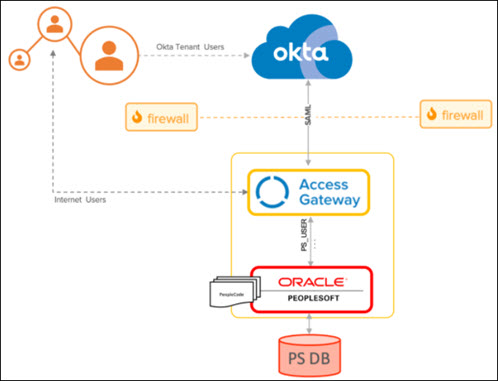 Okta Tenant Users
okta
firewall
firewall
SAML
Access
Gateway
Internet Users
PS_USER
ORACLE
PeopleCode
PEOPLESOFT
PS DB